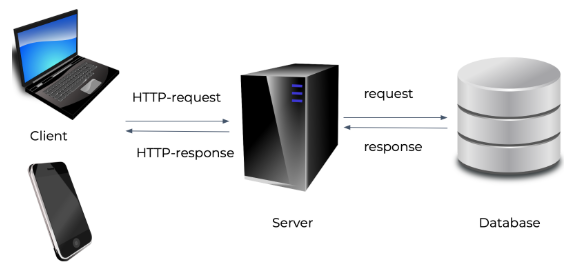 HTTP-request
request
Client
HTTP-response
response
Server
Database